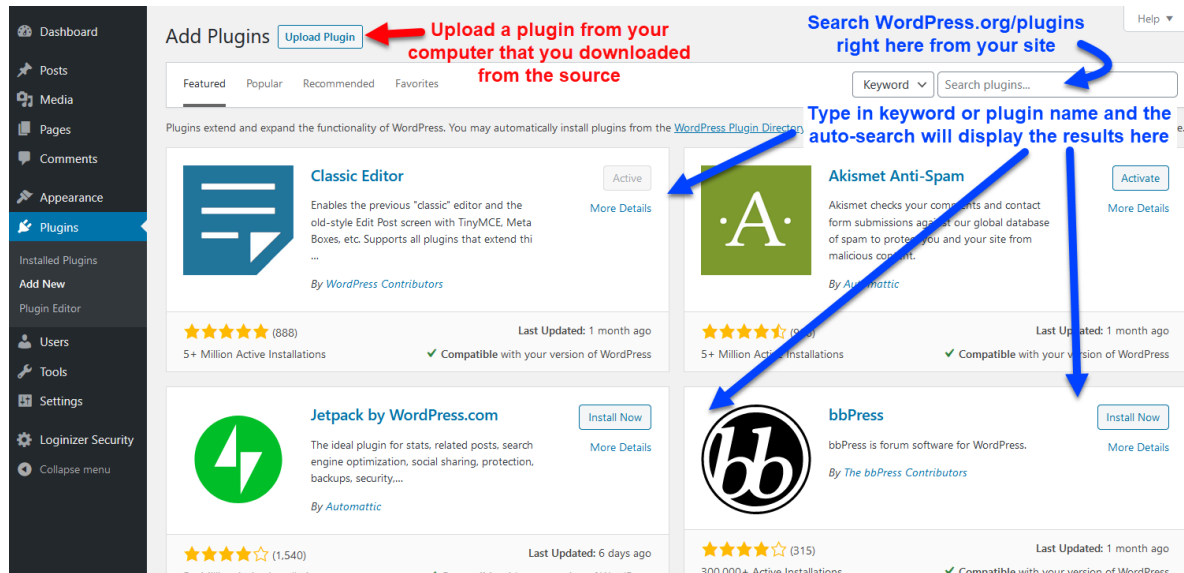 Dashboard
Posts
Media
Pages
Comments
Appearance
Plugins
Installed Plugins
Add New
Plugin Editor
Users
Tools
Settings
Loginizer Security
Collapse menu
Help
Add Plugins Upload Plugin
Upload a plugin from your
computer that you downloaded
from the source
Search WordPress.org/plugins
right here from your site
Featured Popular Recommended Favorites
Keyword Search plugins...
Type in keyword or plugin name and the
auto-search will display the results here
Plugins extend and expand the functionality of WordPress. You may automatically install plugins from the WordPress Plugin Directory
Classic Editor
Active
Enables the previous "classic" editor and the
More Details
old-style Edit Post screen with TinyMCE, Meta
Boxes, etc. Supports all plugins that extend thi
...
By WordPress Contributors
(888)
Last Updated: 1 month ago
5+ Million Active Installations
Compatible with your version of WordPress
·A·
Akismet Anti-Spam
Activate
Akismet checks your comments and contact
More Details
form submissions against our global database
of spam to protect you and your site from
malicious content.
By Automattic
Last Updated: 1 month ago
5+ Million Active Installations
Compatible with your version of WordPress
Jetpack by WordPress.com
Install Now
The ideal plugin for stats, related posts, search
More Details
engine optimization, social sharing, protection,
backups, security,...
By Automattic
(1,540)
Last Updated: 6 days ago
bb
bbPress
Install Now
bbPress is forum software for WordPress.
More Details
By The bbPress Contributors
(315)
Last Updated: 1 month ago
300,000+ Active Installations
Compatible with your version of WordPress